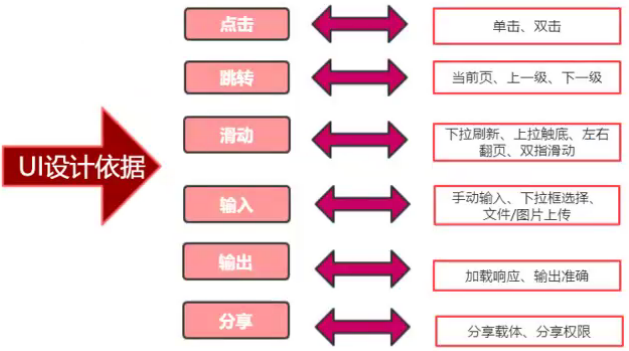 点击
单击、双击
跳转
当前页、上一级、下一级
UI设计依据
滑动
下拉刷新、上拉触底、左右
翻页、双指滑动
输入
手动输入、下拉框选择、
文件/图片上传
输出
加载响应、输出准确
分享
分享载体、分享权限